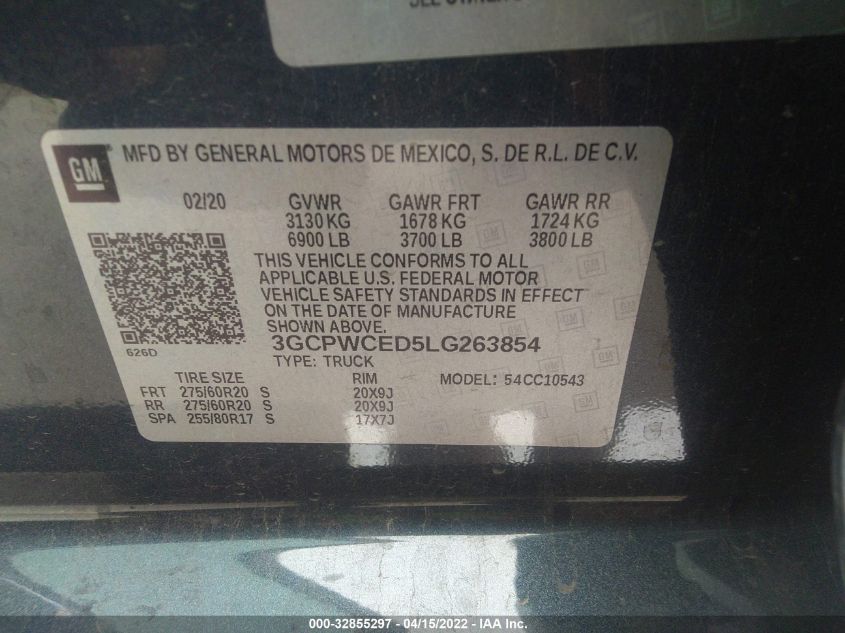 GM
MFD BY GENERAL MOTORS DE MEXICO, S. DE R.L. DE C.V.
02/20 GVWR GAWR FRT GAWR RR
3130 KG 1678 KG 1724 KG
6900 LB 3700 LB 3800 LB
THIS VEHICLE CONFORMS TO ALL
APPLICABLE U.S. FEDERAL MOTOR
VEHICLE SAFETY STANDARDS IN EFFECT
ON THE DATE OF MANUFACTURE
SHOWN ABOVE.
626D
3GCPWCED5LG263854
TYPE: TRUCK
TIRE SIZE RIM MODEL: 54CC10543
FRT 275/60R20 S 20X9J
RR 275/60R20 S 20X9J
SPA 255/80R17 S 17X7J
000-32855297 - 04/15/2022 - IAA Inc.